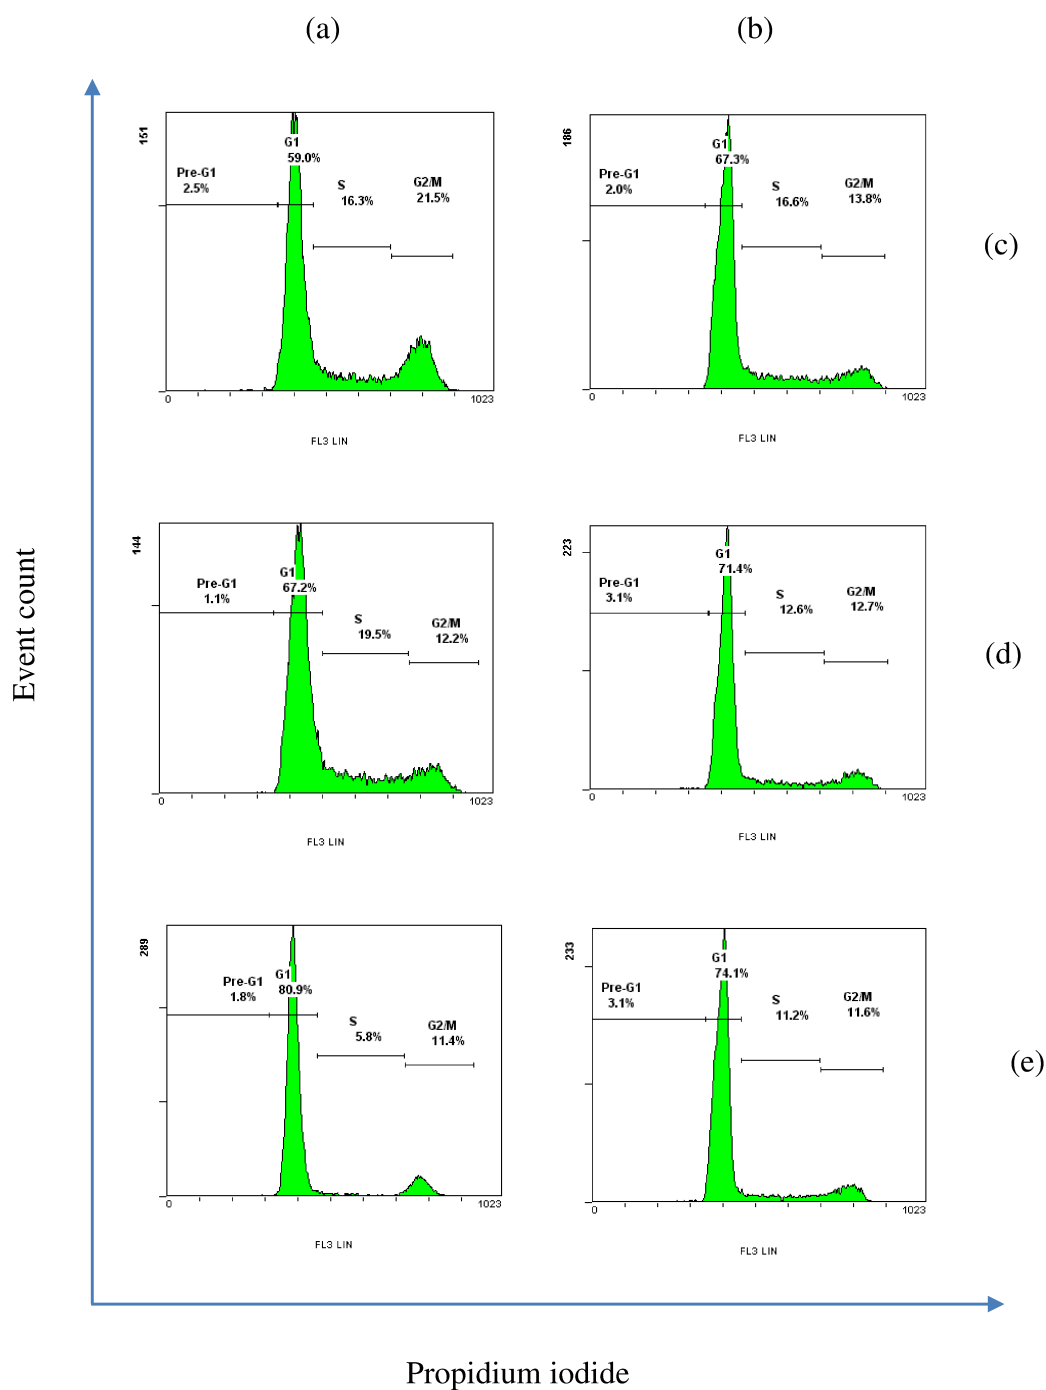 (a)
(b)
151
G1
59.0%
Pre-G1
2.5%
S
16.3%
G2/M
21.5%
0
1023
FL3 LIN
186
G1
67.3%
Pre-G1
2.0%
S
16.6%
G2/M
13.8%
0
1023
FL3 LIN
(c)
144
G1
67.2%
Pre-G1
1.1%
S
19.5%
G2/M
12.2%
0
1023
FL3 LIN
223
G1
71.4%
Pre-G1
3.1%
S
12.6%
G2/M
12.7%
0
1023
FL3 LIN
(d)
Event count
289
G1
80.9%
Pre-G1
1.8%
S
5.8%
G2/M
11.4%
0
1023
FL3 LIN
233
G1
74.1%
Pre-G1
3.1%
S
11.2%
G2/M
11.6%
0
1023
FL3 LIN
(e)
Propidium iodide